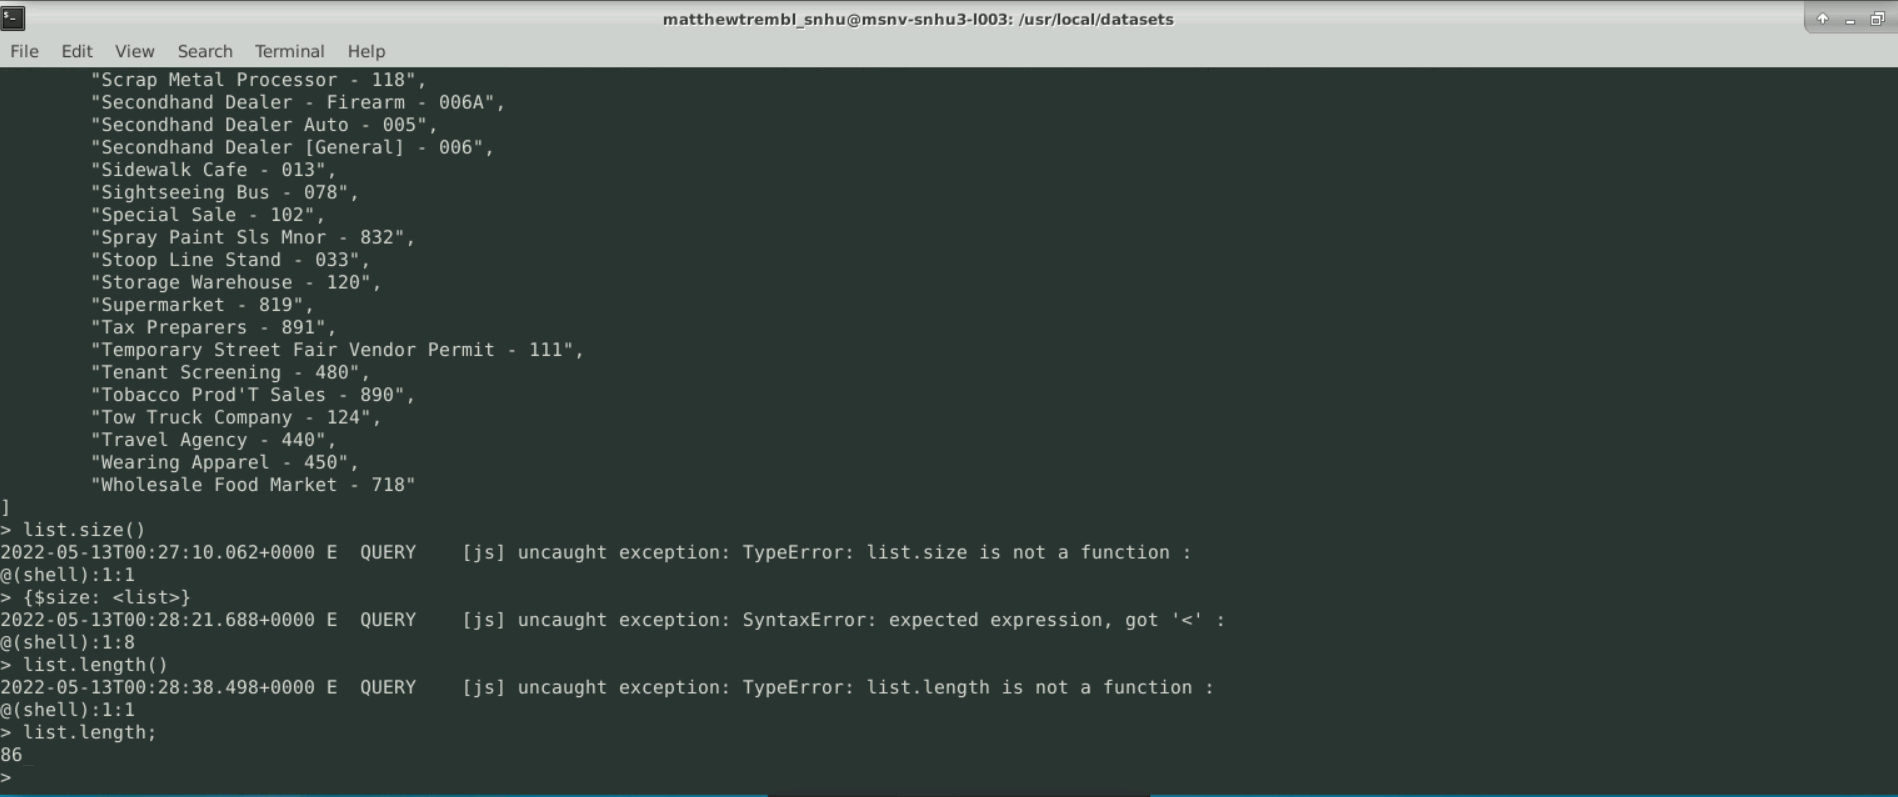 matthewtrembl_snhu@msnv-snhu3-l003: /usr/local/datasets
File Edit View Search Terminal Help
"Scrap Metal Processor - 118",
"Secondhand Dealer - Firearm - 006A",
"Secondhand Dealer Auto - 005",
"Secondhand Dealer [General] - 006",
"Sidewalk Cafe - 013",
"Sightseeing Bus - 078",
"Special Sale - 102",
"Spray Paint Sls Mnor - 832",
"Stoop Line Stand - 033",
"Storage Warehouse - 120",
"Supermarket - 819",
"Tax Preparers - 891",
"Temporary Street Fair Vendor Permit - 111",
"Tenant Screening - 480",
"Tobacco Prod'T Sales - 890",
"Tow Truck Company - 124",
"Travel Agency - 440",
"Wearing Apparel - 450",
"Wholesale Food Market - 718"
]
> list.size()
2022-05-13T00:27:10.062+0000 E  QUERY    [js] uncaught exception: TypeError: list.size is not a function :
@(shell):1:1
> {$size: <list>}
2022-05-13T00:28:21.688+0000 E  QUERY    [js] uncaught exception: SyntaxError: expected expression, got '<' :
@(shell):1:8
> list.length()
2022-05-13T00:28:38.498+0000 E  QUERY    [js] uncaught exception: TypeError: list.length is not a function :
@(shell):1:1
> list.length;
86
>